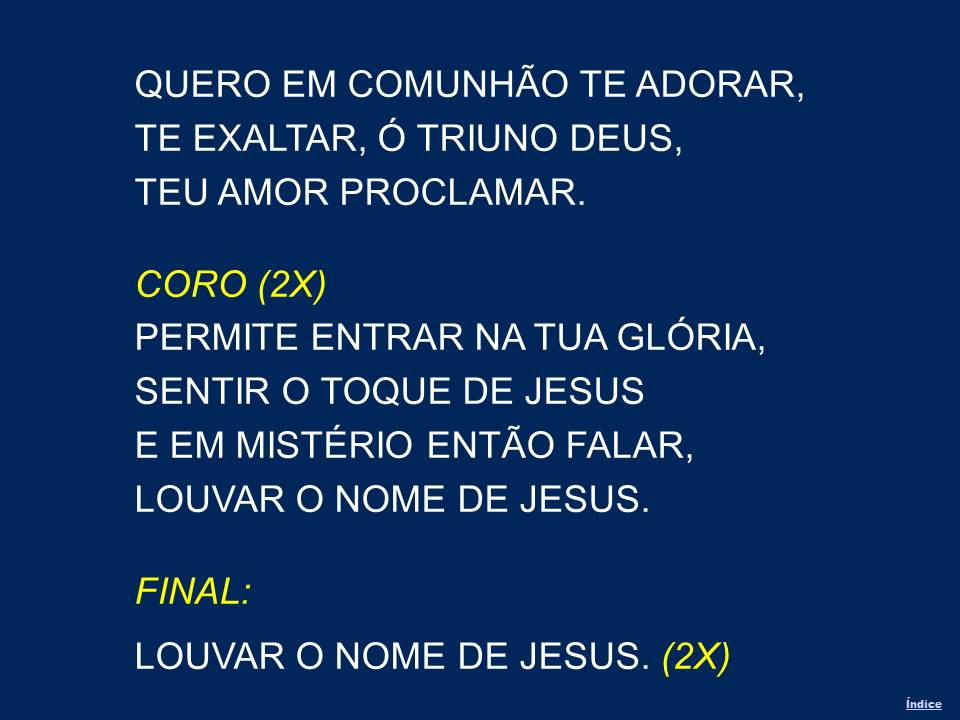 QUERO EM COMUNHÃO TE ADORAR,
TE EXALTAR, Ó TRIUNO DEUS,
TEU AMOR PROCLAMAR.
CORO (2X)
PERMITE ENTRAR NA TUA GLÓRIA,
SENTIR O TOQUE DE JESUS
E EM MISTÉRIO ENTÃO FALAR,
LOUVAR O NOME DE JESUS.
FINAL:
LOUVAR O NOME DE JESUS. (2X)
Índice